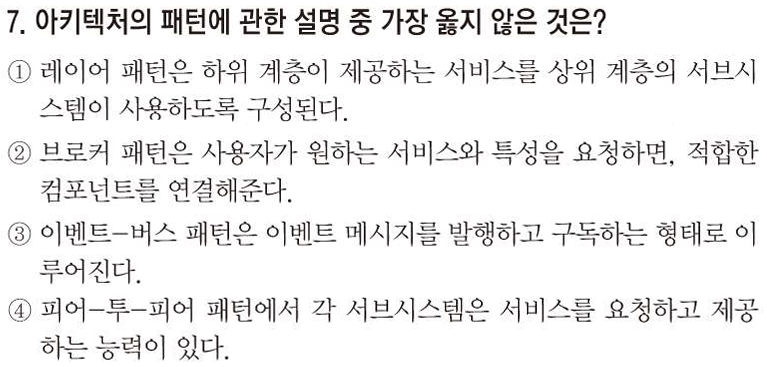 7. 아키텍처의 패턴에 관한 설명 중 가장 옳지 않은 것은?
① 레이어 패턴은 하위 계층이 제공하는 서비스를 상위 계층의 서브시
스템이 사용하도록 구성된다.
② 브로커 패턴은 사용자가 원하는 서비스와 특성을 요청하면, 적합한
컴포넌트를 연결해준다.
③ 이벤트-버스 패턴은 이벤트 메시지를 발행하고 구독하는 형태로 이
루어진다.
④ 피어-투-피어 패턴에서 각 서브시스템은 서비스를 요청하고 제공
하는 능력이 있다.